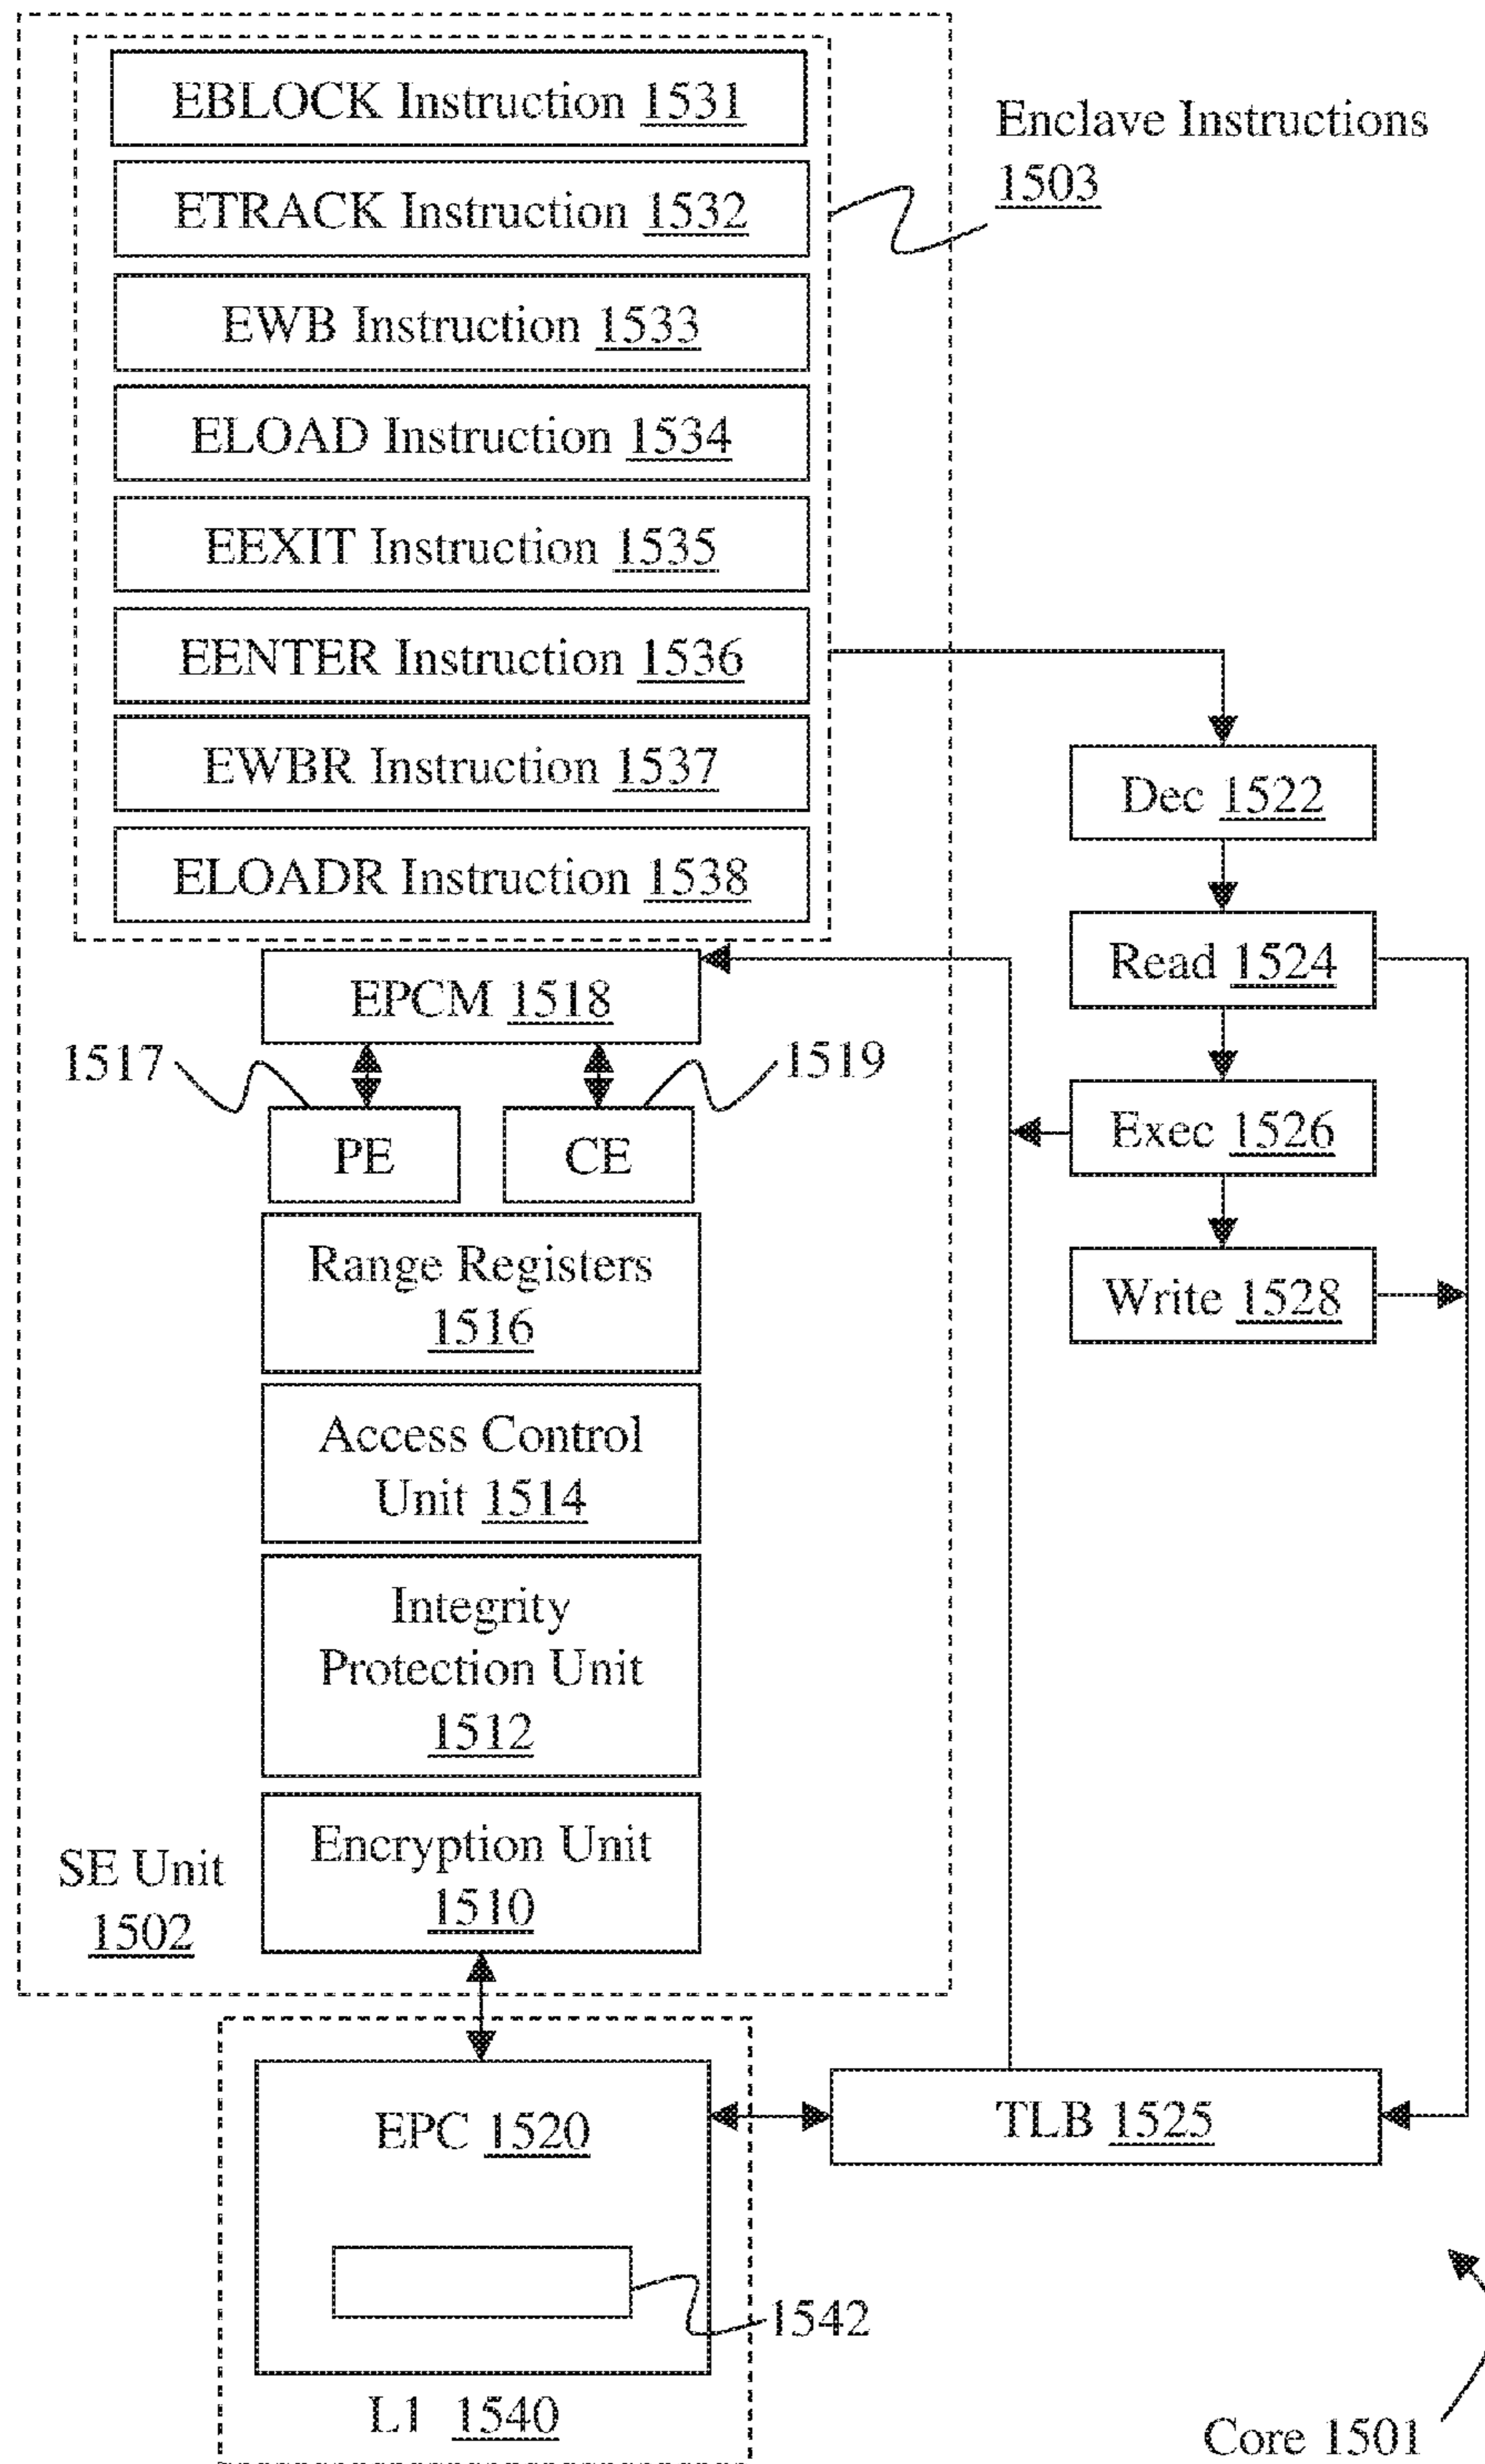 EBLOCK Instruction 1531
Enclave Instructions
1503
ETRACK Instruction 1532
EWB Instruction 1533
ELOAD Instruction 1534
EEXIT Instruction 1535
EENTER Instruction 1536
EWBR Instruction 1537
ELOADR Instruction 1538
Dec 1522
Read 1524
Exec 1526
Write 1528
EPCM 1518
1517
1519
PE
CE
Range Registers
1516
Access Control
Unit 1514
Integrity
Protection Unit
1512
Encryption Unit
1510
SE Unit
1502
EPC 1520
TLB 1525
1542
L1 1540
Core 1501